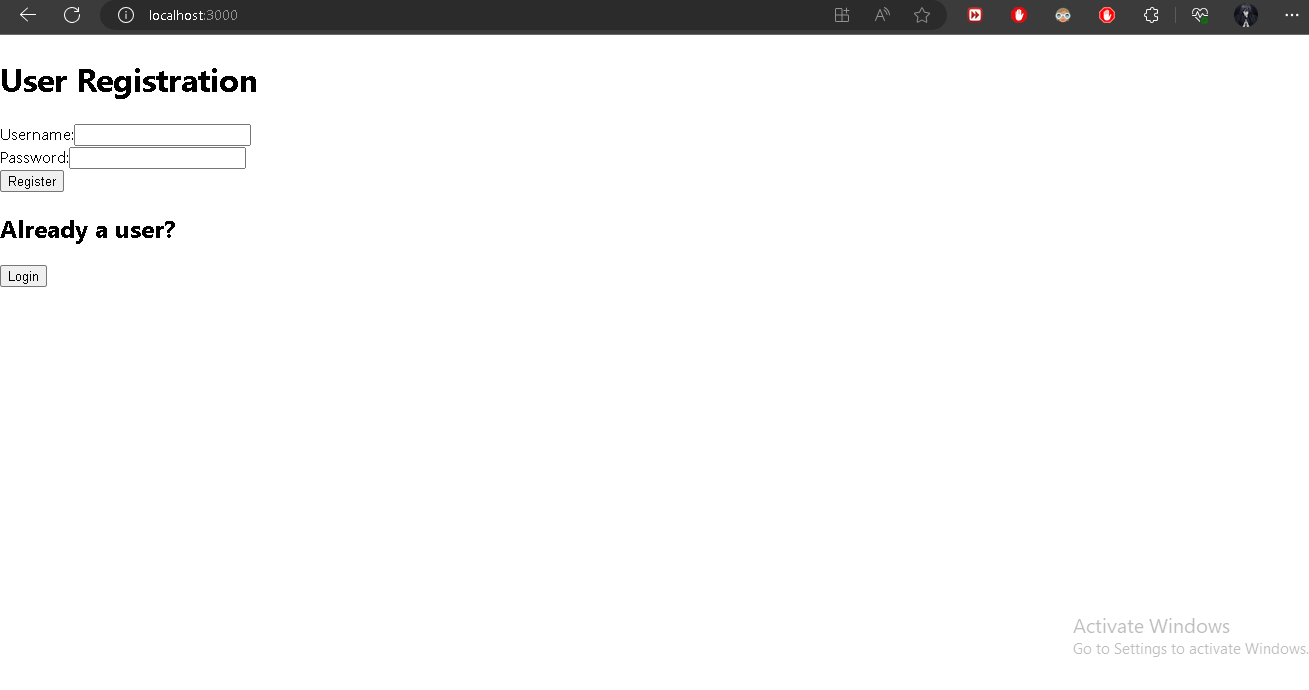 localhost:3000
User Registration
Username:
Password:
Register
Already a user?
Login
Activate Windows
Go to Settings to activate Windows.